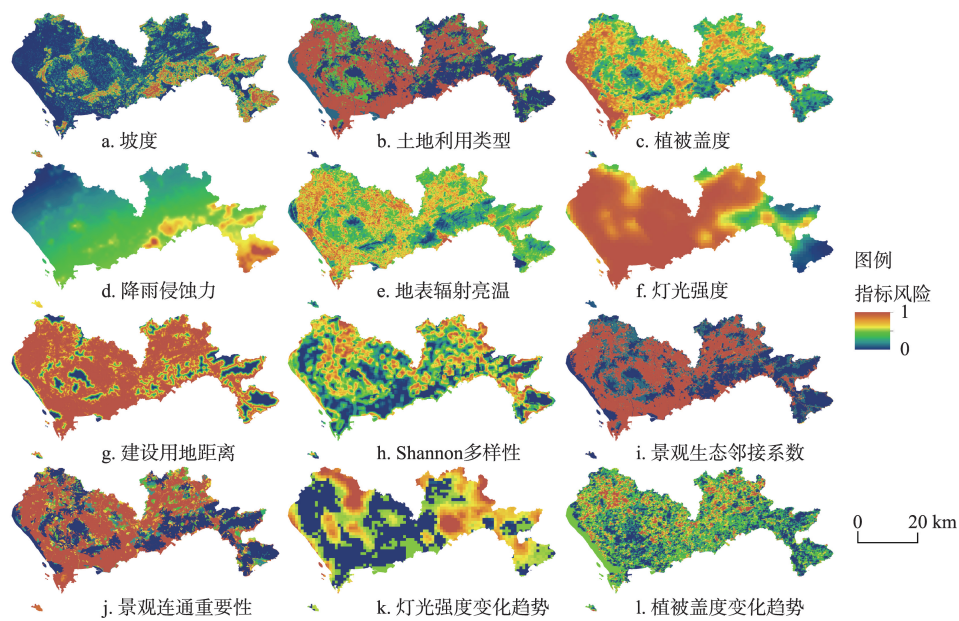 a. 坡度
b. 土地利用类型
c. 植被盖度
d. 降雨侵蚀力
e. 地表辐射亮温
f. 灯光强度
图例
指标风险
1
0
g. 建设用地距离
h. Shannon多样性
i. 景观生态邻接系数
j. 景观连通重要性
k. 灯光强度变化趋势
l. 植被盖度变化趋势
0 20 km